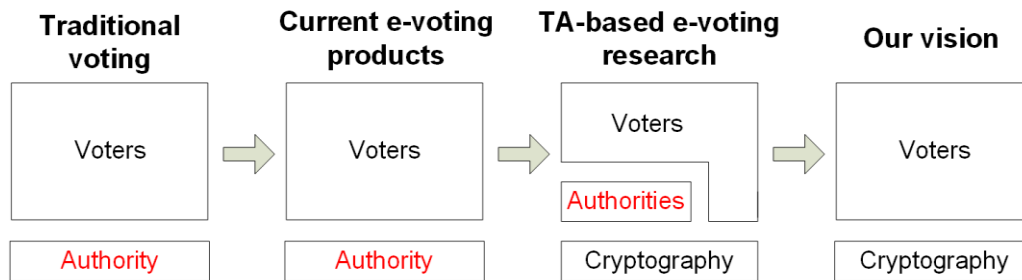 Traditional
voting
Current e-voting
products
TA-based e-voting
research
Our vision
Voters
Voters
Voters
Voters
Authorities
Authority
Authority
Cryptography
Cryptography